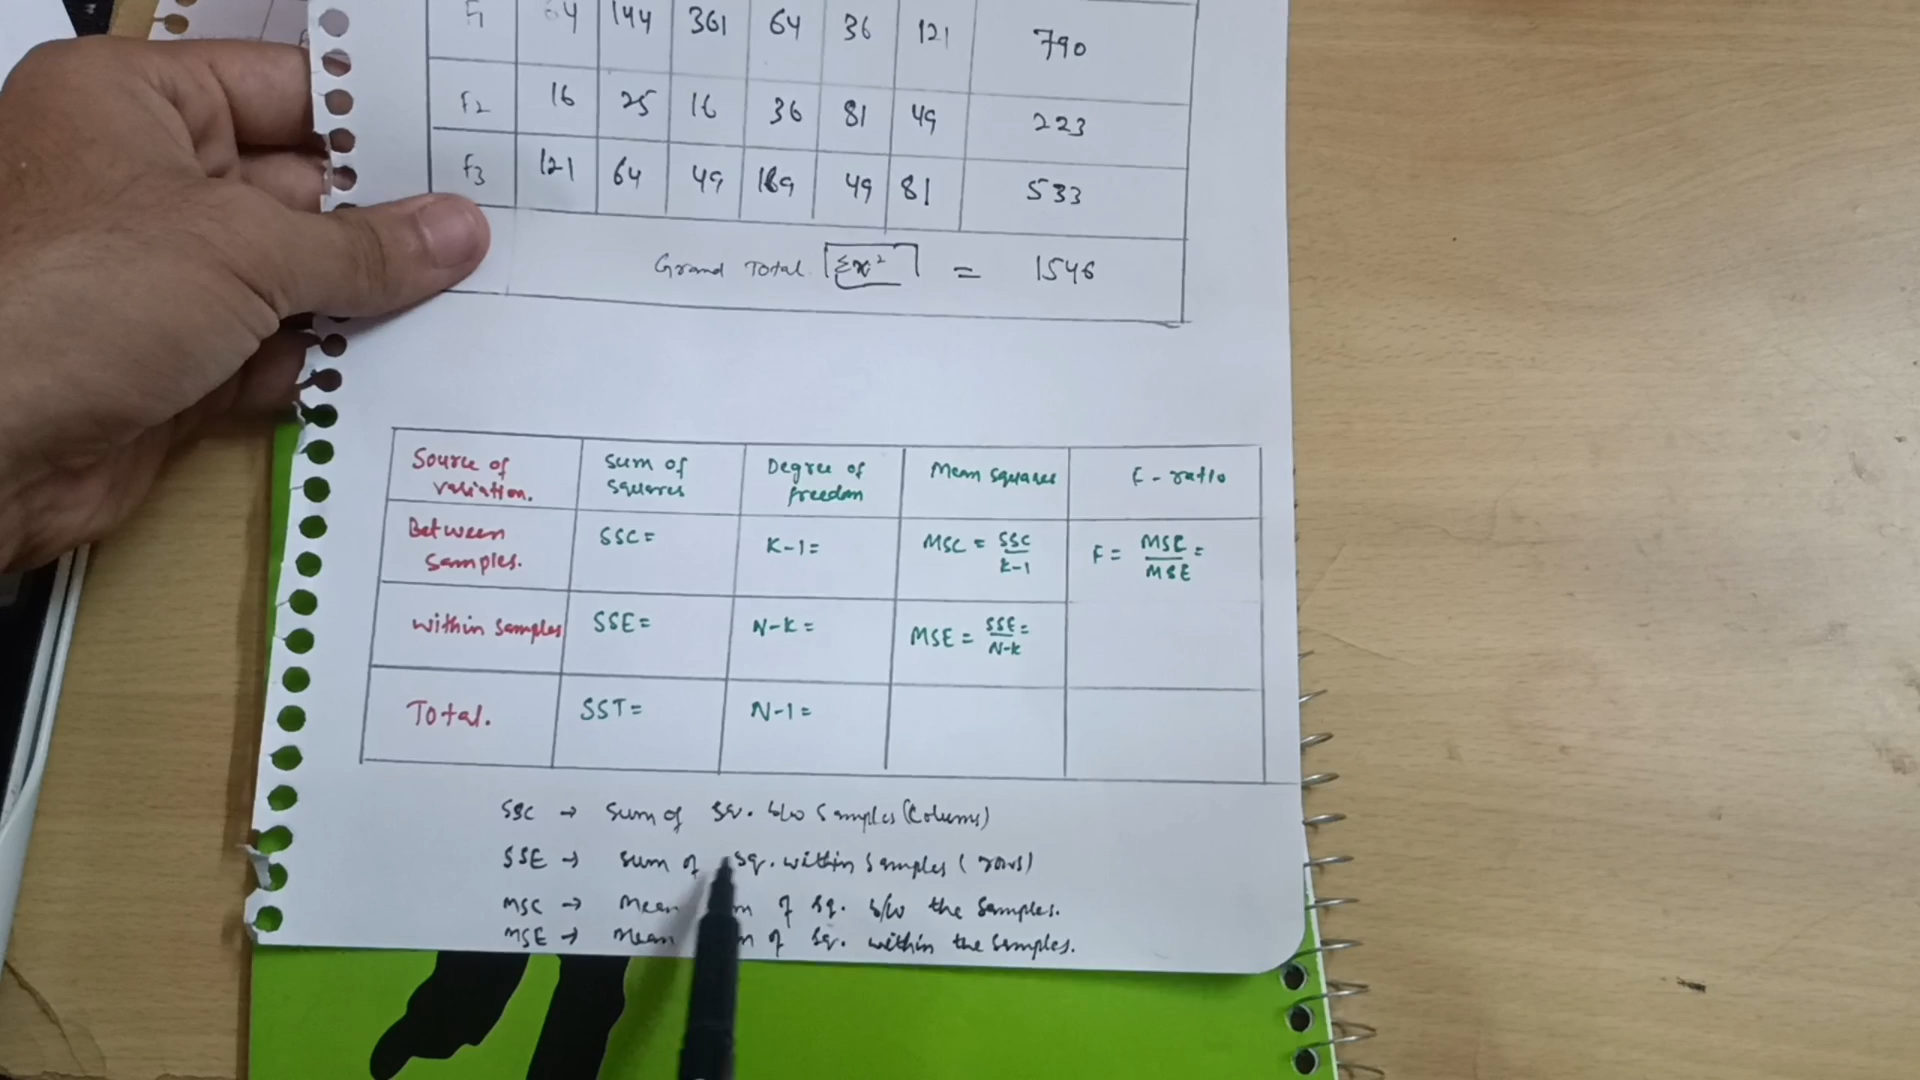 F1 64 144 361 64 36 121 790
F2 16 25 16 36 81 49 223
F3 121 64 49 169 49 81 533
Grand Total Σx² = 1546
Source of variation. Sum of squares Degree of freedom Mean squares F-ratio
Between samples. SSC= K-1= MSC = SSC/K-1 F = MSC/MSE =
within samples SSE= N-K= MSE = SSE/N-K =
Total. SST= N-1=
SSC → Sum of sq. b/w Samples (Columns)
SSE → Sum of sq. within samples (rows)
MSC → Mean of sq. b/w the samples.
MSE → Mean of sq. within the samples.